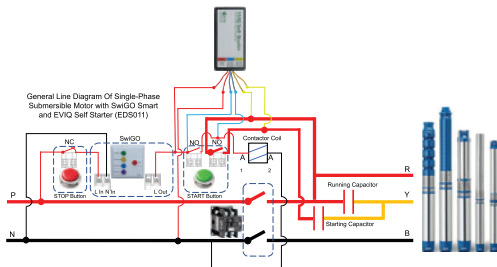 General Line Diagram Of Single-Phase
Submersible Motor with SwiGO Smart
and EVIQ Self Starter (EDS011)
NC
SwiGO
NO
NO
Contactor Coil
A
A
1
2
L In N In
L Out
STOP Button
START Button
R
P
Running Capacitor
Y
Starting Capacitor
N
B